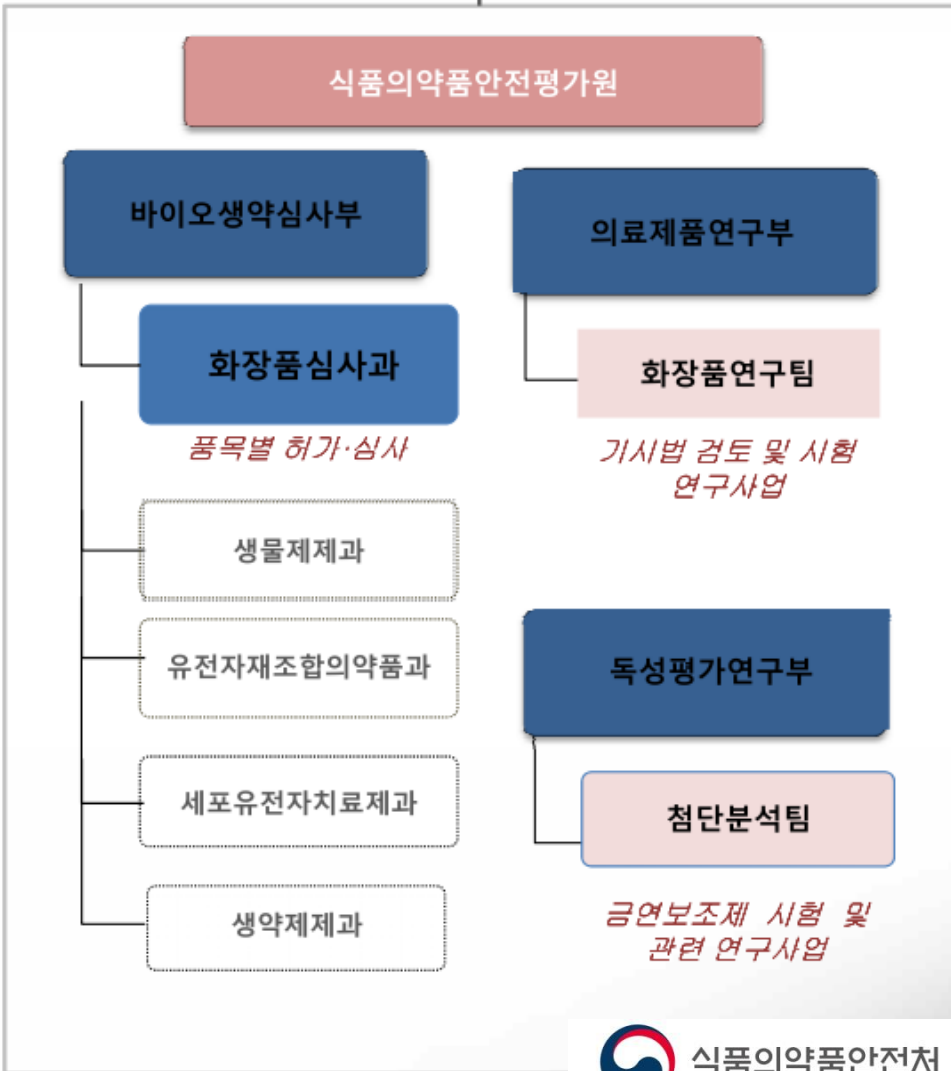 식품의약품안전평가원
바이오생약심사부
화장품심사과
품목별 허가·심사
생물제제과
유전자재조합의약품과
세포유전자치료제과
생약제제과
의료제품연구부
화장품연구팀
기시법 검토 및 시험
연구사업
독성평가연구부
첨단분석팀
금연보조제 시험 및
관련 연구사업
식품의약품안전처